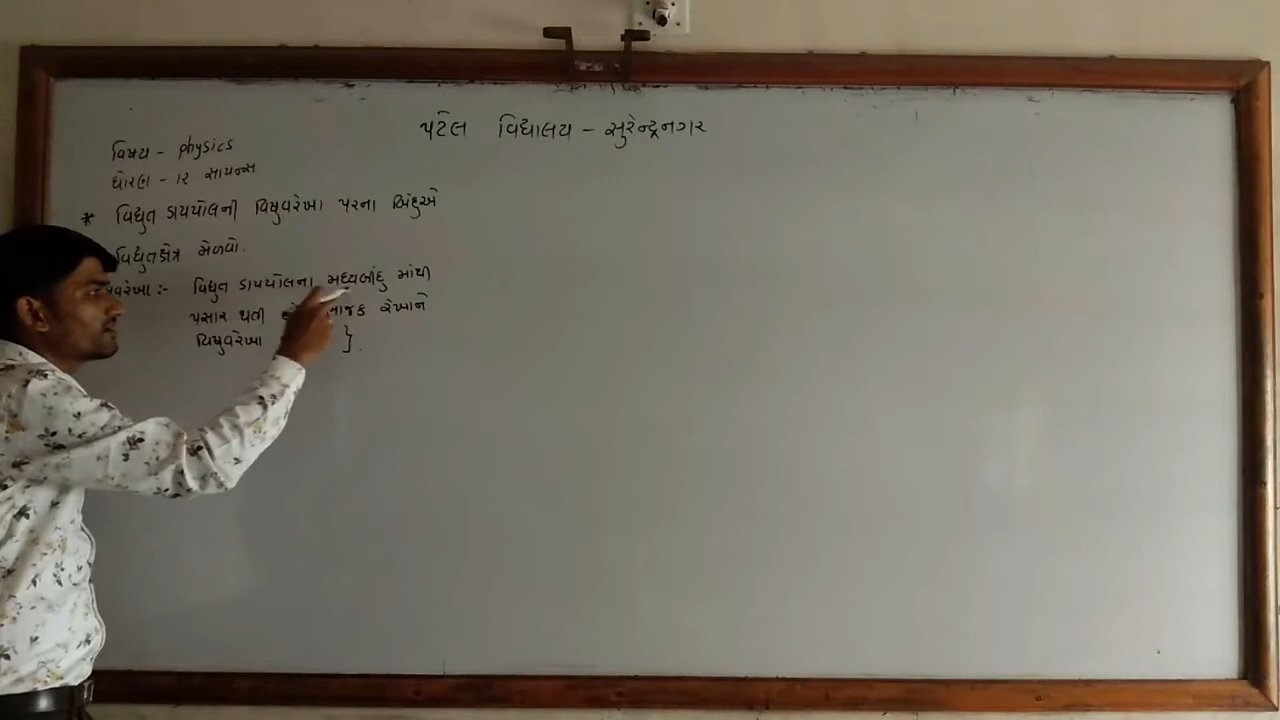 પટેલ વિદ્યાલય - સુરેન્દ્રનગર
વિષય - physics
ધોરણ - ૧૨ સાયન્સ
* વિદ્યુત ડાયપોલની વિષુવરેખા પરના બિંદુએ
વિદ્યુતક્ષેત્ર મેળવો.
:- વિદ્યુત ડાયપોલના મધ્યબીંદુ માંથી
પસાર થતી રેખાને
વિષુવરેખા }.